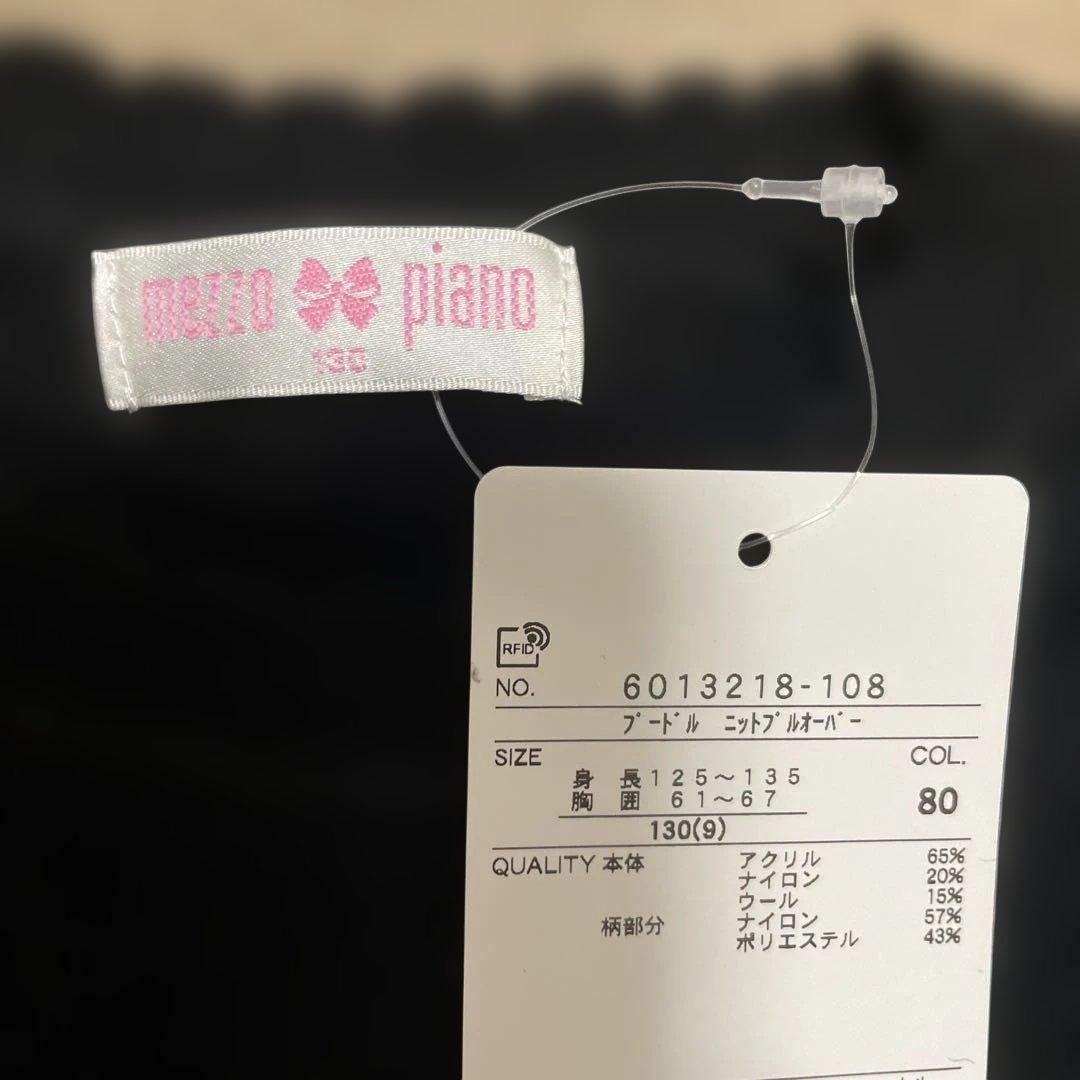 mezzo piano
130
RFID
NO. 6013218-108
プードル ニットプルオーバー
SIZE COL.
身長125～135
胸囲 61～67
80
130(9)
QUALITY 本体 アクリル 65%
ナイロン 20%
ウール 15%
柄部分 ナイロン 57%
ポリエステル 43%